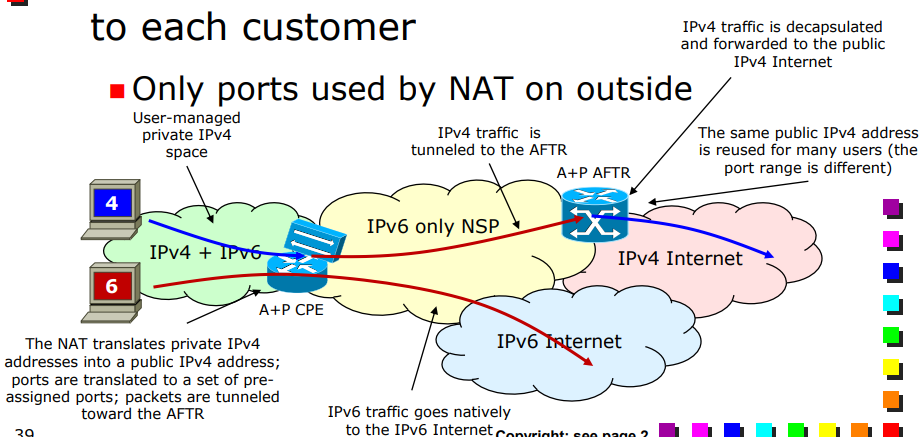 to each customer
Only ports used by NAT on outside
IPv4 traffic is decapsulated
and forwarded to the public
IPv4 Internet
User-managed
private IPv4
space
IPv4 traffic is
tunneled to the AFTR
The same public IPv4 address
is reused for many users (the
port range is different)
A+P AFTR
4
IPv4 + IPv6
IPv6 only NSP
IPv4 Internet
6
A+P CPE
IPv6 Internet
The NAT translates private IPv4
addresses into a public IPv4 address;
ports are translated to a set of pre-
assigned ports; packets are tunneled
toward the AFTR
IPv6 traffic goes natively
to the IPv6 Internet
39
Copyright: see page 2